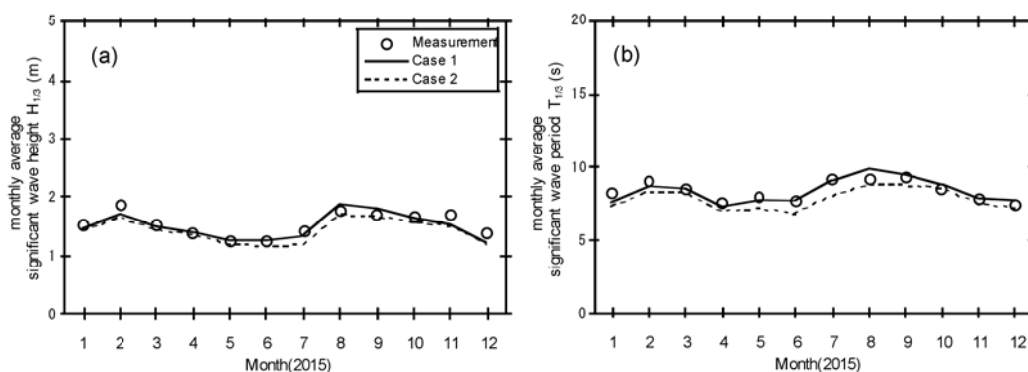 (a)
Measurement
Case 1
Case 2
monthly average
significant wave height H1/3 (m)
5
4
3
2
1
0
1 2 3 4 5 6 7 8 9 10 11 12
Month(2015)
(b)
monthly average
significant wave period T1/3 (s)
20
15
10
5
0
1 2 3 4 5 6 7 8 9 10 11 12
Month(2015)